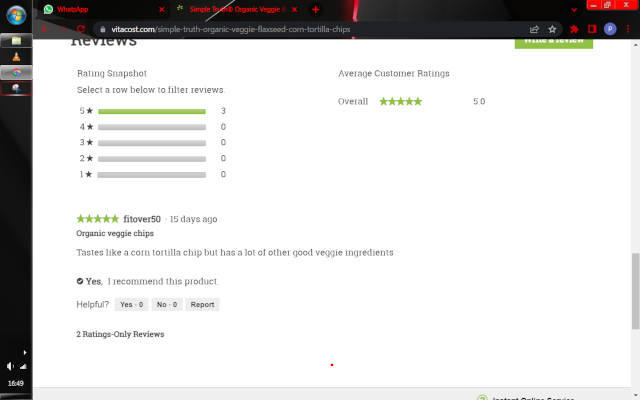 WhatsApp
Simple Truth® Organic Veggie
vitacost.com/simple-truth-organic-veggie-flaxseed-corn-tortilla-chips
P
Reviews
Write a review
Rating Snapshot
Average Customer Ratings
Select a row below to filter reviews.
Overall ★★★★★ 5.0
5★ 3
4★ 0
3★ 0
2★ 0
1★ 0
★★★★★ fitover50 · 15 days ago
Organic veggie chips
Tastes like a corn tortilla chip but has a lot of other good veggie ingredients
Yes, I recommend this product.
Helpful? Yes · 0 No · 0 Report
2 Ratings-Only Reviews
16:49
Instant Online Service